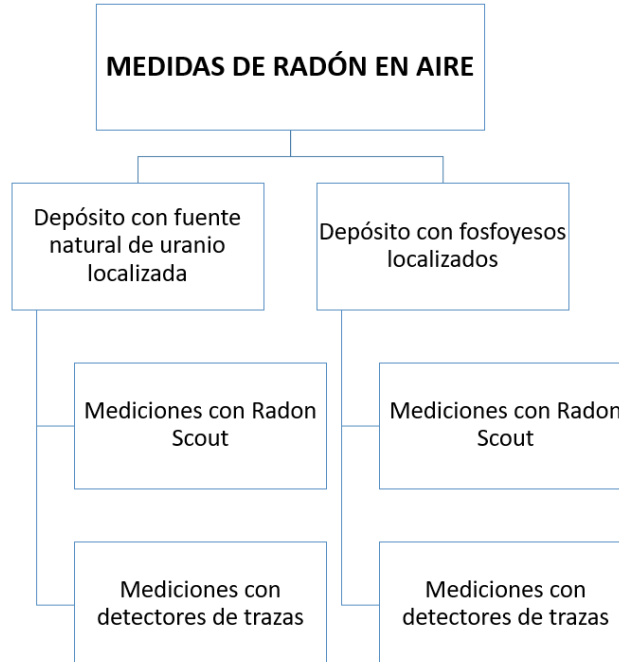 MEDIDAS DE RADÓN EN AIRE
Depósito con fuente
natural de uranio
localizada
Depósito con fosfoyesos
localizados
Mediciones con Radon
Scout
Mediciones con Radon
Scout
Mediciones con
detectores de trazas
Mediciones con
detectores de trazas